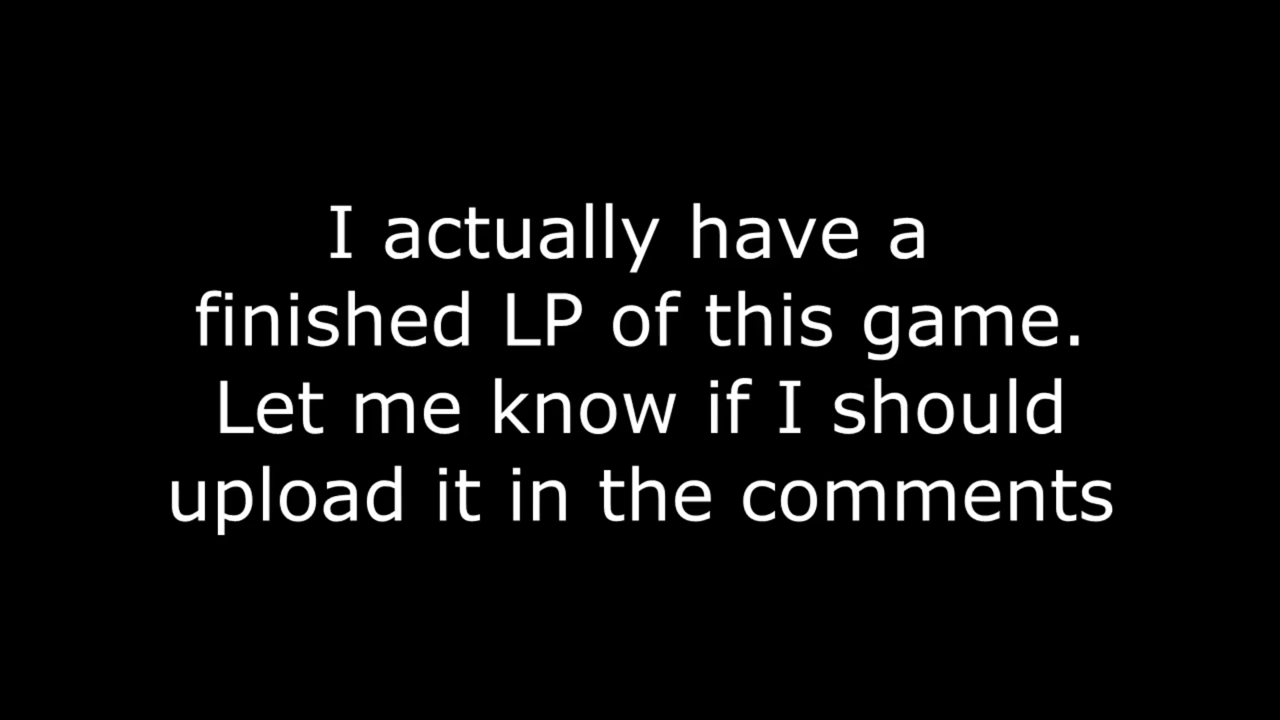 I actually have a
finished LP of this game.
Let me know if I should
upload it in the comments